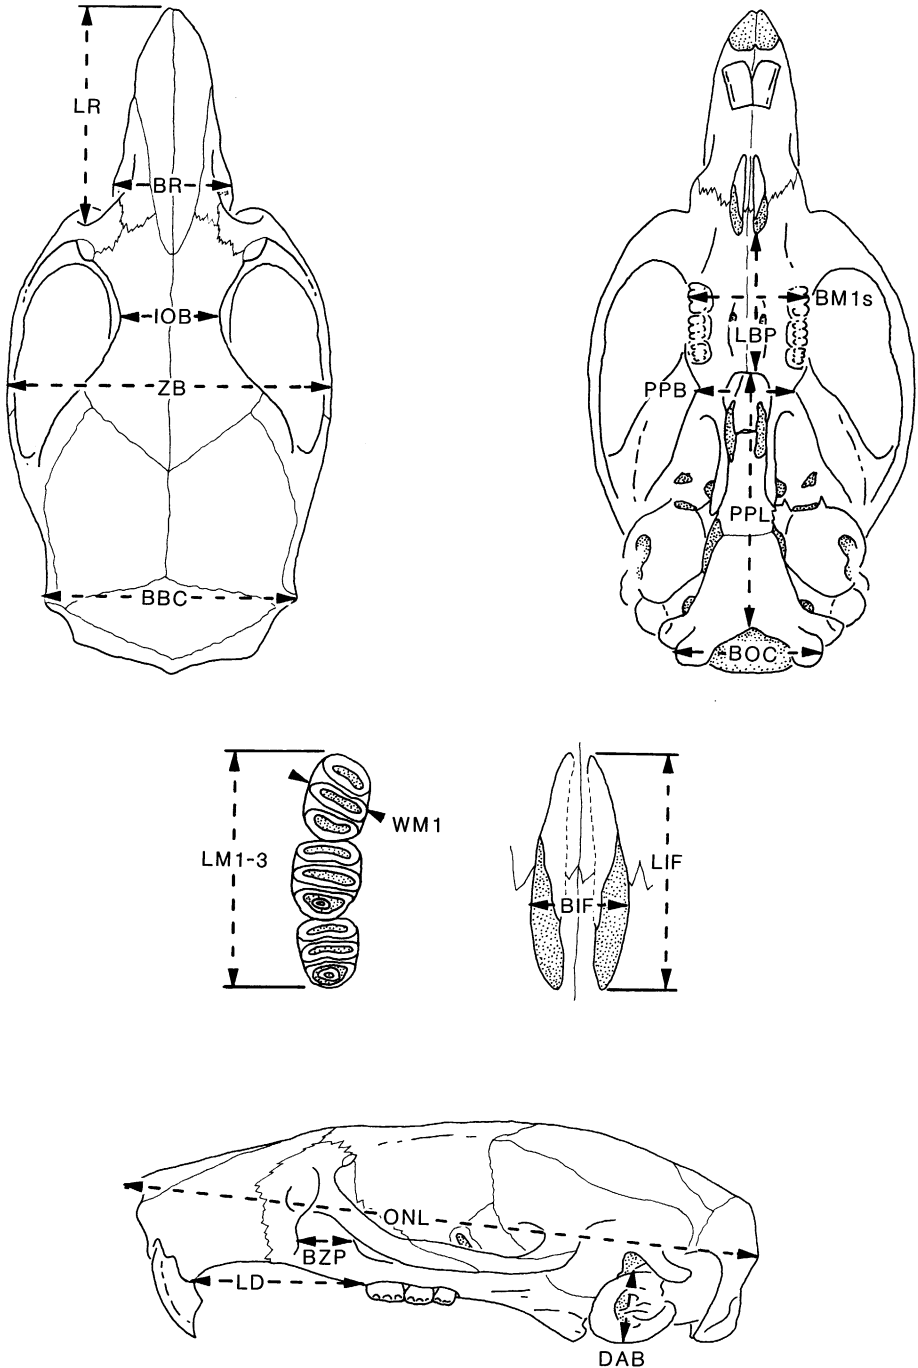 LR
BR
IOB
ZB
BBC
BM1s
LBP
PPB
PPL
BOC
LM1-3
WM1
BIF
LIF
ONL
BZP
LD
DAB